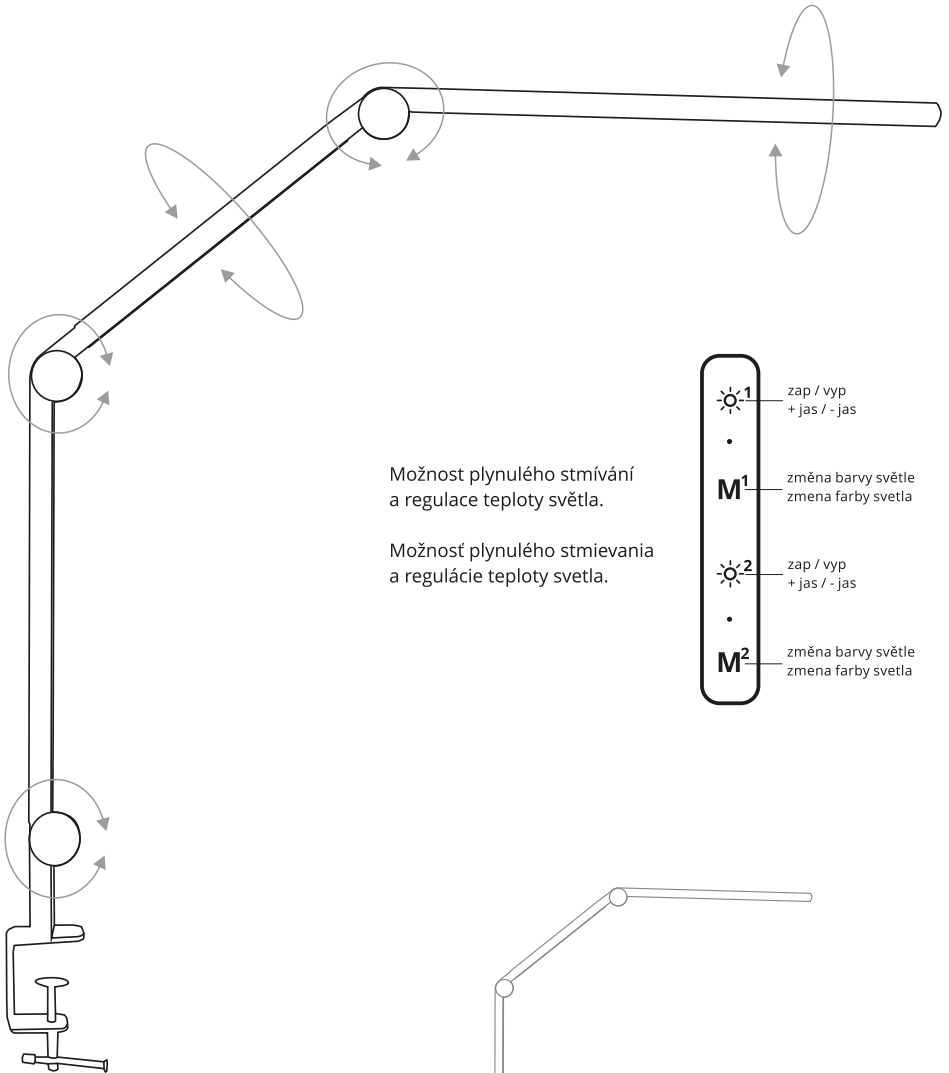 Možnost plynulého stmívání
a regulace teploty světla.
Možnosť plynulého stmievania
a regulácie teploty svetla.
1
zap / vyp
+ jas / - jas
M1
změna barvy světle
zmena farby svetla
2
zap / vyp
+ jas / - jas
M2
změna barvy světle
zmena farby svetla